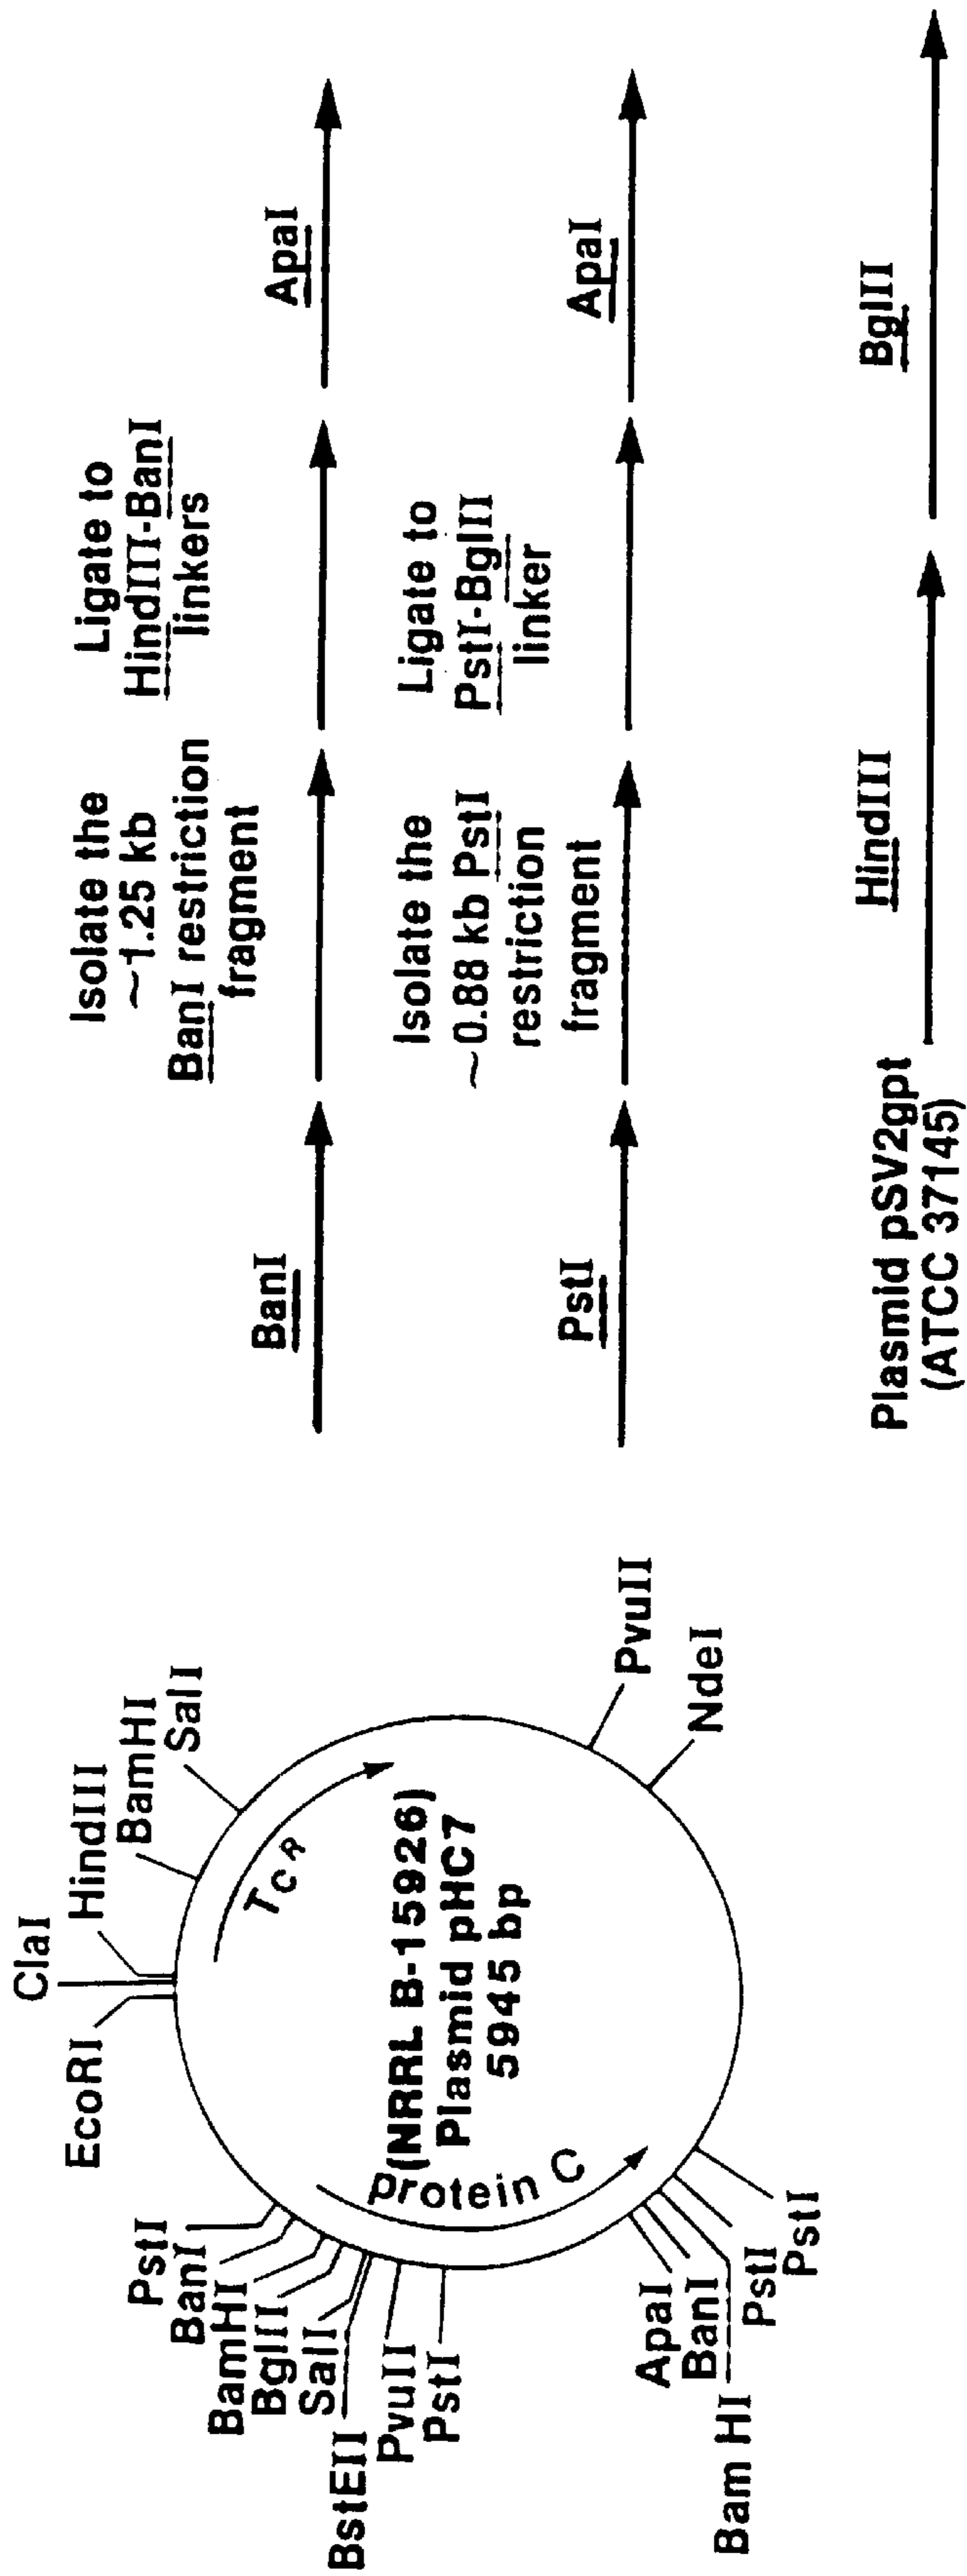 ClaI
EcoRI
HindIII
BamHI
SalI
PstI
BanI
BamHI
BglII
SalI
BstEII
PvuII
PstI
TcR
(NRRL B-15926)
Plasmid pHC7
5945 bp
Protein C
PvuII
NdeI
ApaI
BanI
Bam HI
PstI
PstI
BanI
Isolate the
~1.25 kb
BanI restriction
fragment
Ligate to
HindIII-BanI
linkers
ApaI
PstI
Isolate the
~0.88 kb PstI
restriction
fragment
Ligate to
PstI-BglII
linker
ApaI
Plasmid pSV2gpt
(ATCC 37145)
HindIII
BglII